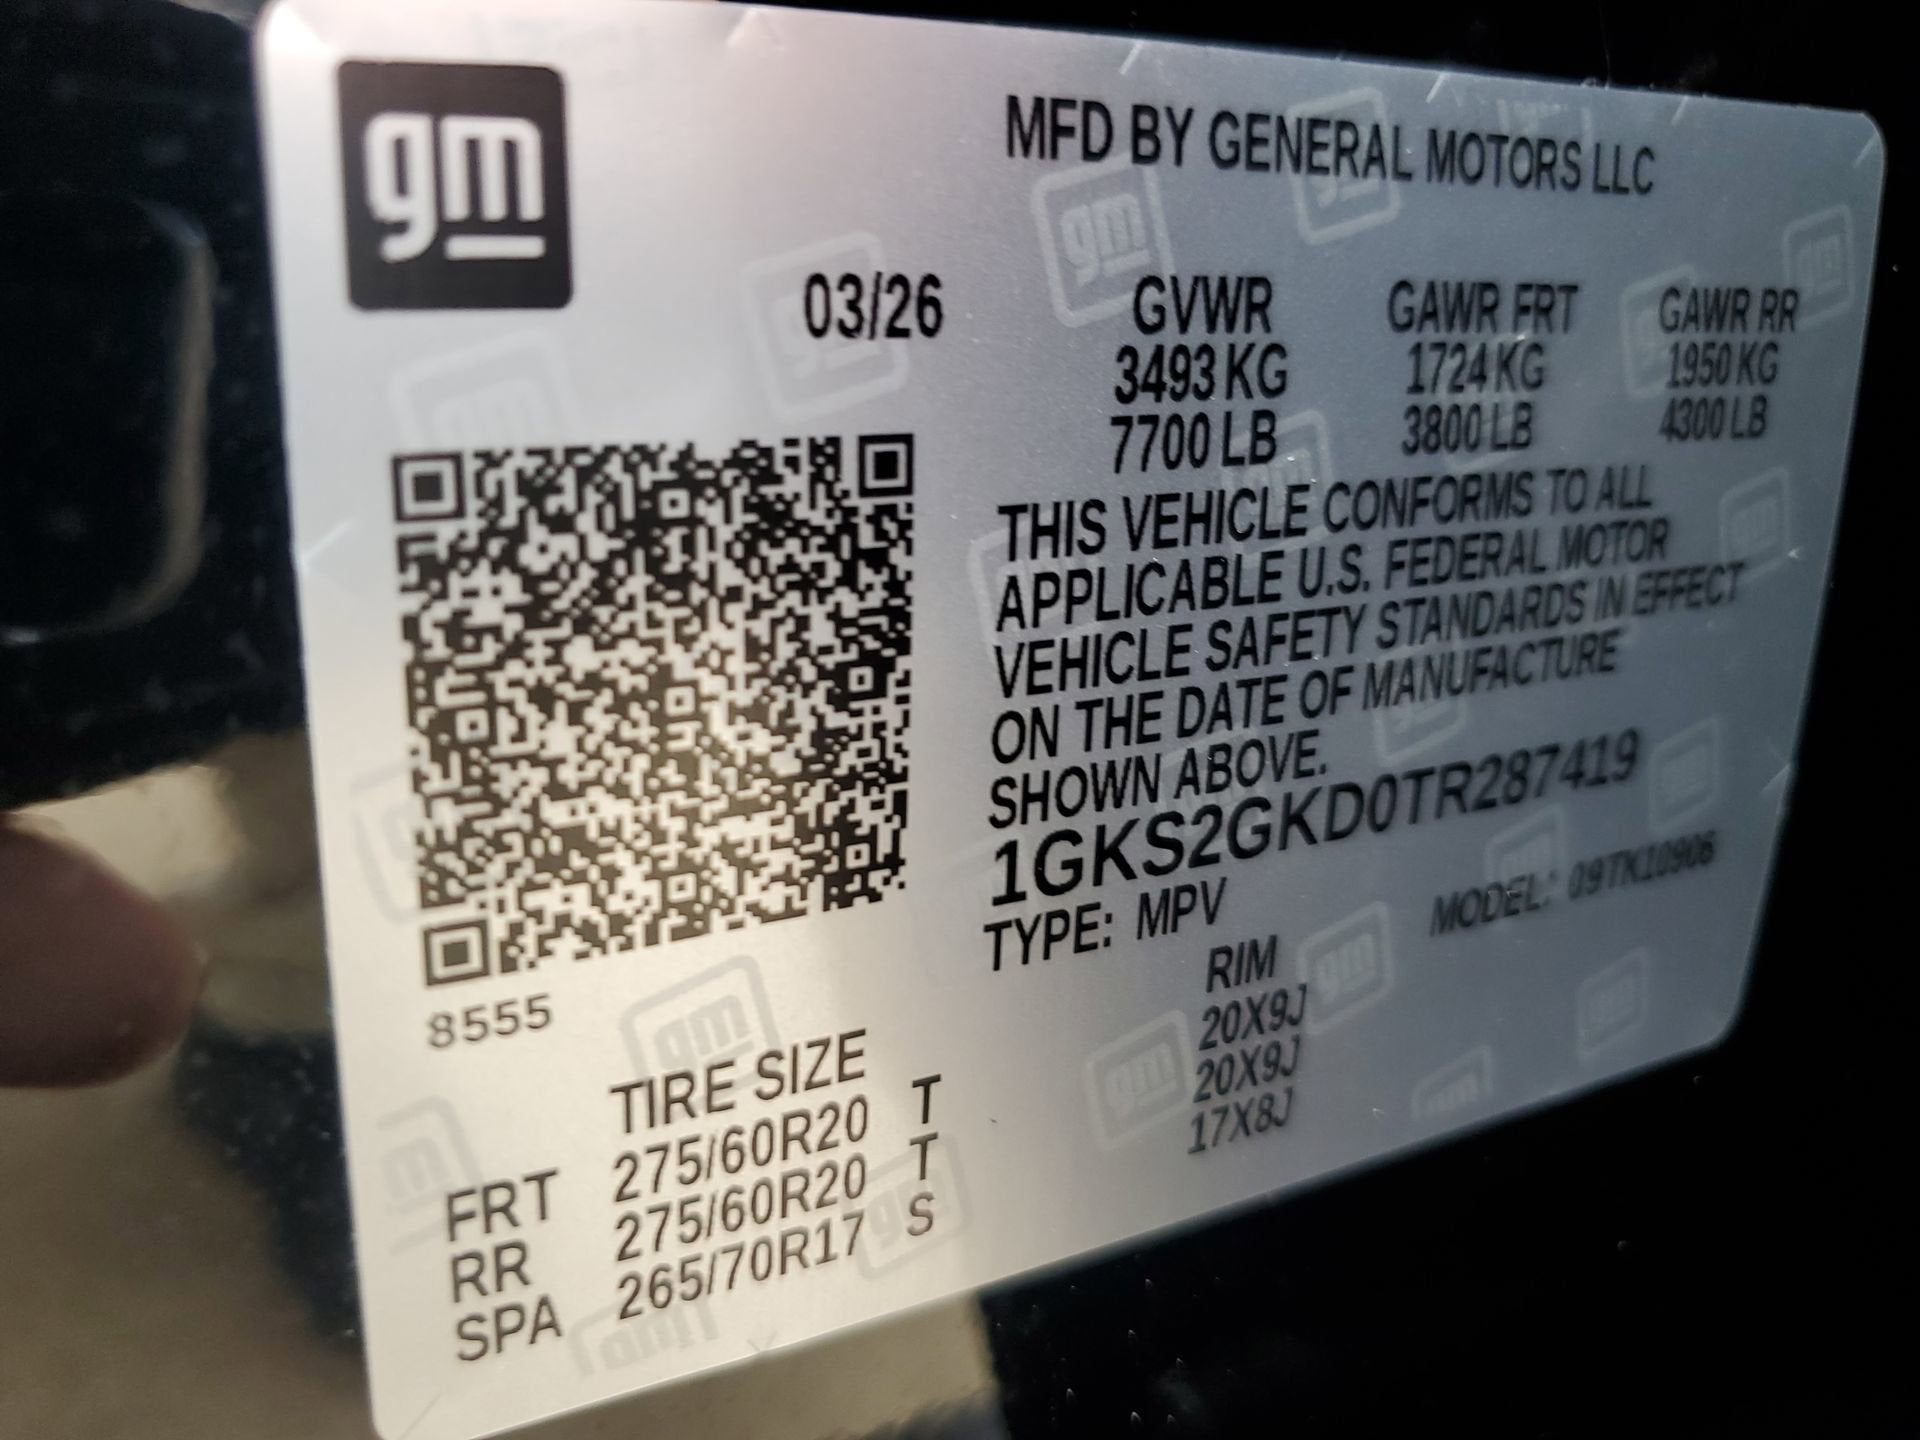 gm
MFD BY GENERAL MOTORS LLC
03/26 GVWR GAWR FRT GAWR RR
3493 KG 1724 KG 1950 KG
7700 LB 3800 LB 4300 LB
THIS VEHICLE CONFORMS TO ALL
APPLICABLE U.S. FEDERAL MOTOR
VEHICLE SAFETY STANDARDS IN EFFECT
ON THE DATE OF MANUFACTURE
SHOWN ABOVE.
1GKS2GKD0TR287419
TYPE: MPV MODEL: 09TK10906
8555
TIRE SIZE RIM
FRT 275/60R20 T 20X9J
RR 275/60R20 T 20X9J
SPA 265/70R17 S 17X8J